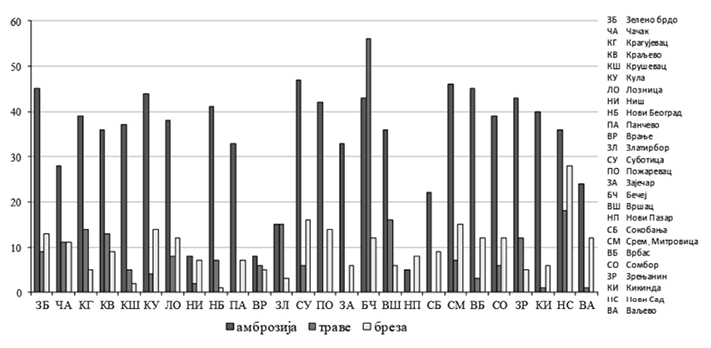 60
50
40
30
20
10
0
ЗБ ЧА КГ КВ КШ КУ ЛО НИ НБ ПА ВР ЗЛ СУ ПО ЗА БЧ ВШ НП СБ СМ ВБ СО ЗР КИ НС ВА
амброзија траве бреза
ЗБ Зелено брдо
ЧА Чачак
КГ Крагујевац
КВ Краљево
КШ Крушевац
КУ Кула
ЛО Лозница
НИ Ниш
НБ Нови Београд
ПА Панчево
ВР Врање
ЗЛ Златирбор
СУ Суботица
ПО Пожаревац
ЗА Зајечар
БЧ Бечеј
ВШ Вршац
НП Нови Пазар
СБ Сокобања
СМ Срем, Митровица
ВБ Врбас
СО Сомбор
ЗР Зрењанин
КИ Кикинда
НС Нови Сад
ВА Ваљево